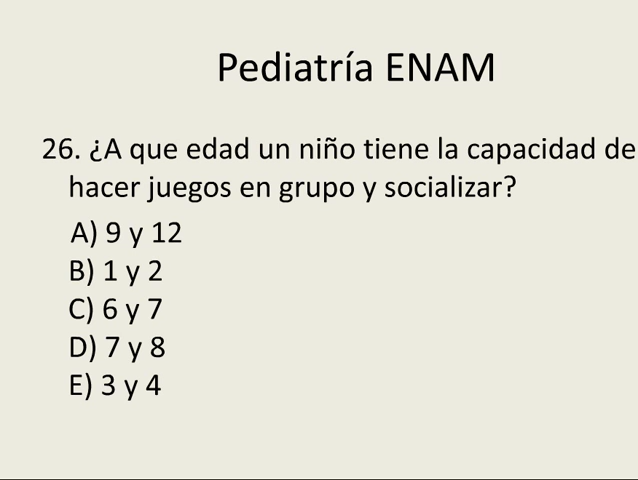 Pediatría ENAM
26. ¿A que edad un niño tiene la capacidad de
hacer juegos en grupo y socializar?
A) 9 y 12
B) 1 y 2
C) 6 y 7
D) 7 y 8
E) 3 y 4